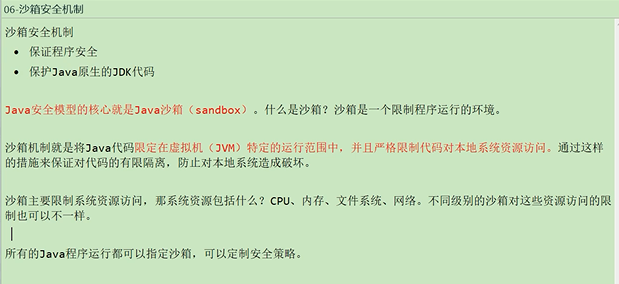 06-沙箱安全机制
沙箱安全机制
● 保证程序安全
● 保护Java原生的JDK代码
Java安全模型的核心就是Java沙箱（sandbox）。什么是沙箱？沙箱是一个限制程序运行的环境。
沙箱机制就是将Java代码限定在虚拟机（JVM）特定的运行范围中，并且严格限制代码对本地系统资源访问。通过这样
的措施来保证对代码的有限隔离，防止对本地系统造成破坏。
沙箱主要限制系统资源访问，那系统资源包括什么？CPU、内存、文件系统、网络。不同级别的沙箱对这些资源访问的限
制也可以不一样。
所有的Java程序运行都可以指定沙箱，可以定制安全策略。